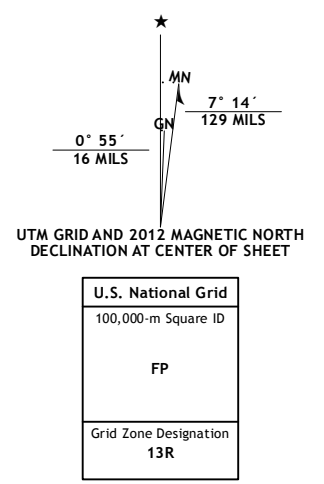 ★
MN
GN
7° 14´
129 MILS
0° 55´
16 MILS
UTM GRID AND 2012 MAGNETIC NORTH
DECLINATION AT CENTER OF SHEET
U.S. National Grid
100,000-m Square ID
FP
Grid Zone Designation
13R